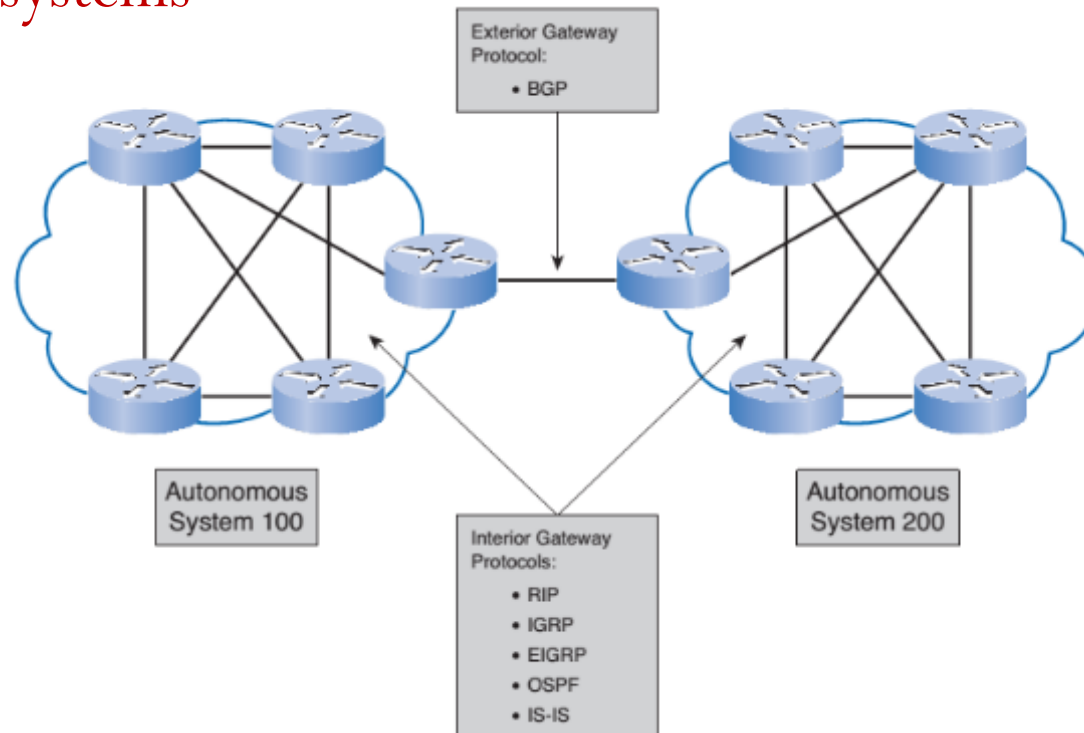 systems
Exterior Gateway
Protocol:
• BGP
Autonomous
System 100
Autonomous
System 200
Interior Gateway
Protocols:
• RIP
• IGRP
• EIGRP
• OSPF
• IS-IS